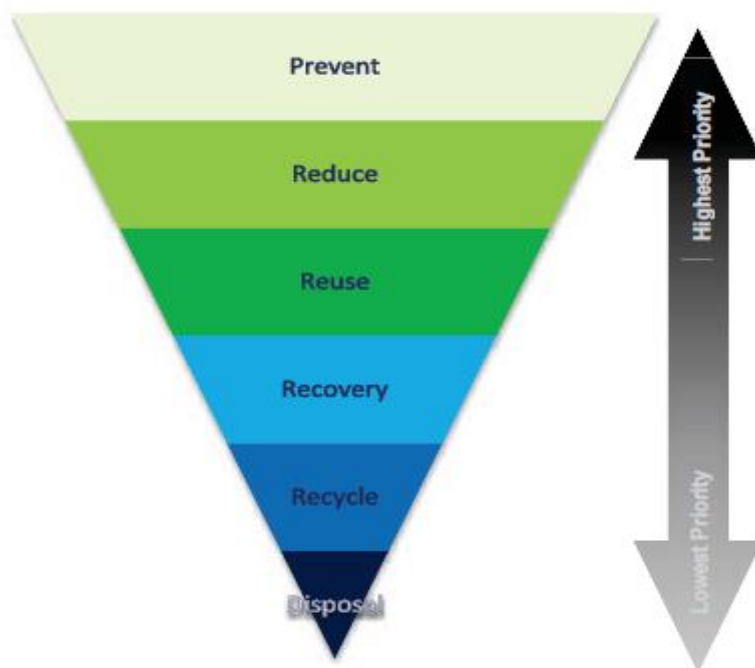 Prevent
Reduce
Reuse
Recovery
Recycle
Disposal
Highest Priority
Lowest Priority